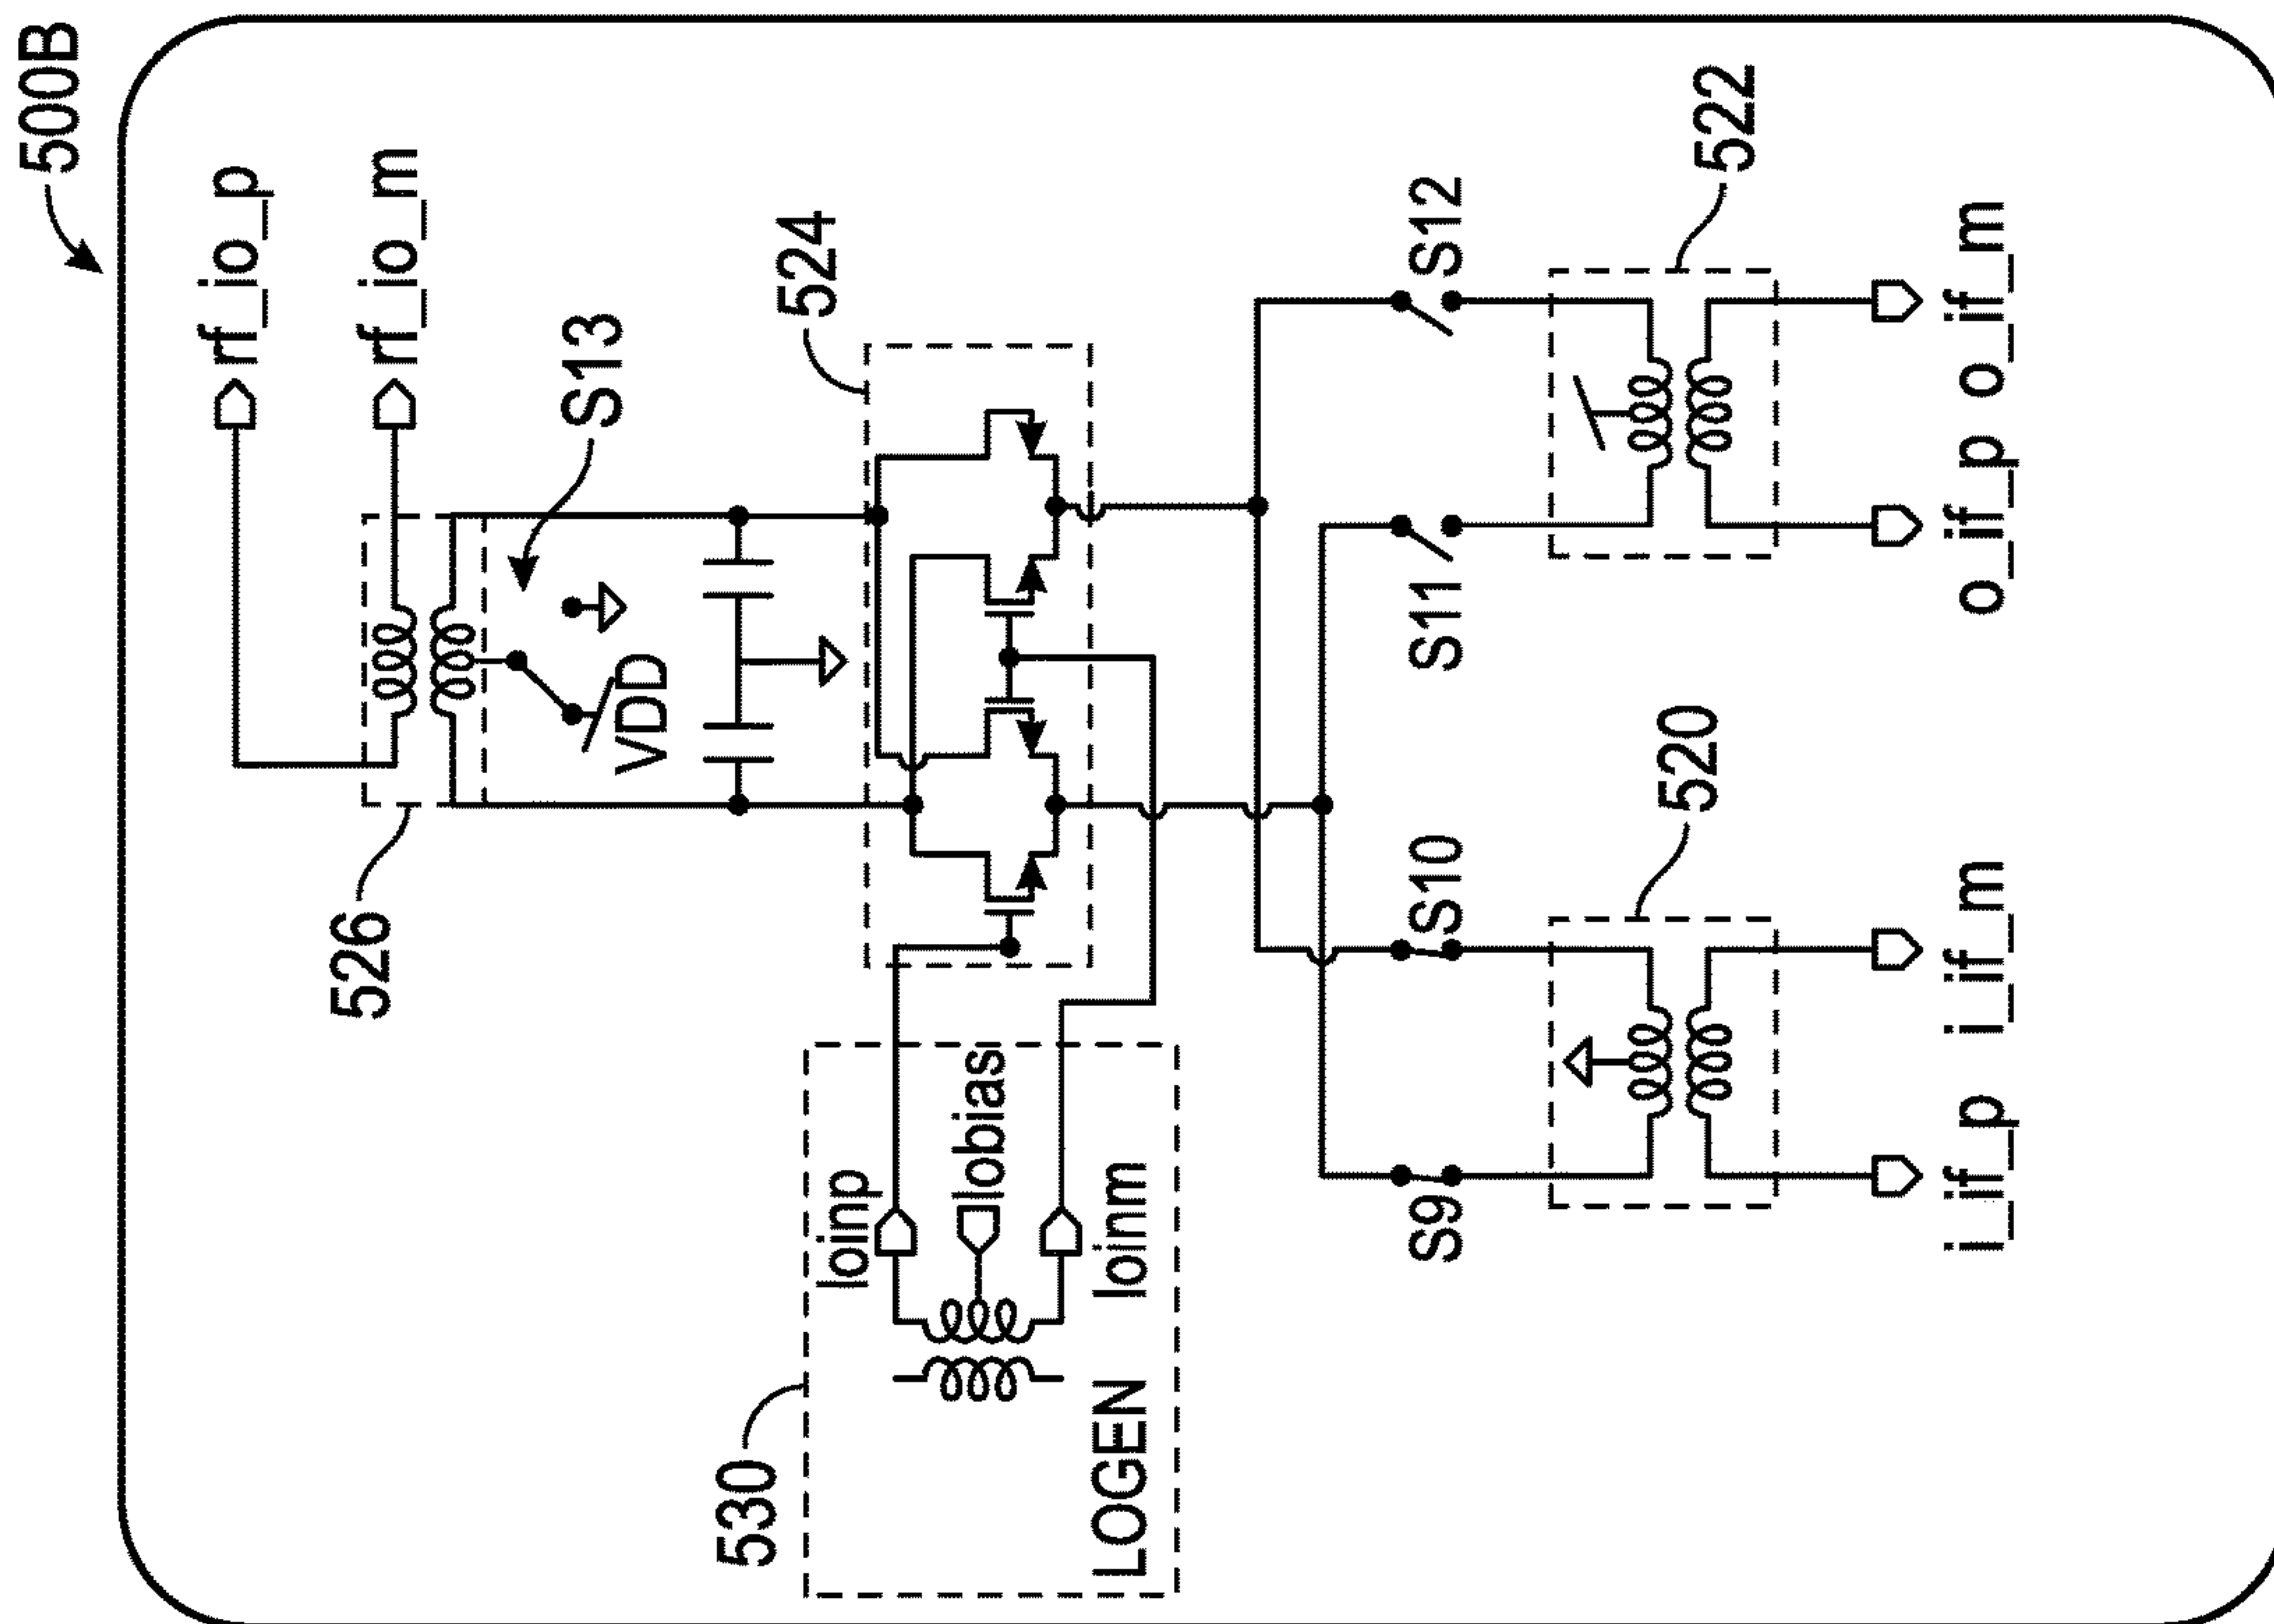 500B
rf_io_p
rf_io_m
S13
VDD
526
524
530
loinp
lobias
loinm
LOGEN
S9
S10
S11
S12
520
522
i_if_p
i_if_m
o_if_p
o_if_m